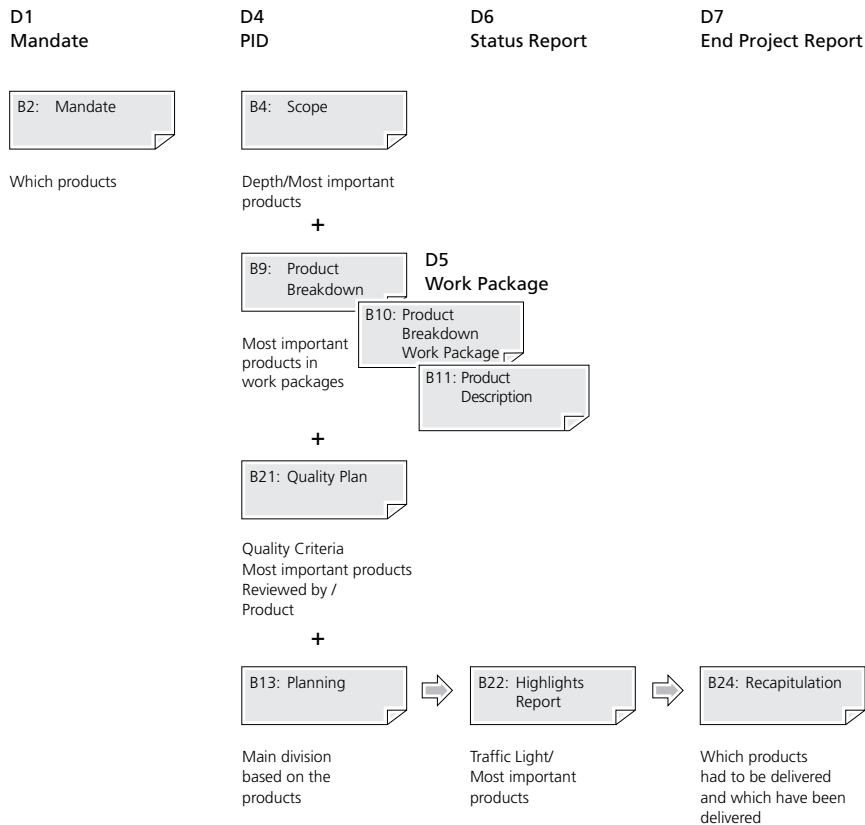 D1
Mandate
D4
PID
D6
Status Report
D7
End Project Report
B2: Mandate
B4: Scope
Which products
Depth/Most important
products
+
B9: Product
Breakdown
D5
Work Package
B10: Product
Breakdown
Work Package
B11: Product
Description
Most important
products in
work packages
+
B21: Quality Plan
Quality Criteria
Most important products
Reviewed by /
Product
+
B13: Planning
B22: Highlights
Report
B24: Recapitulation
Main division
based on the
products
Traffic Light/
Most important
products
Which products
had to be delivered
and which have been
delivered